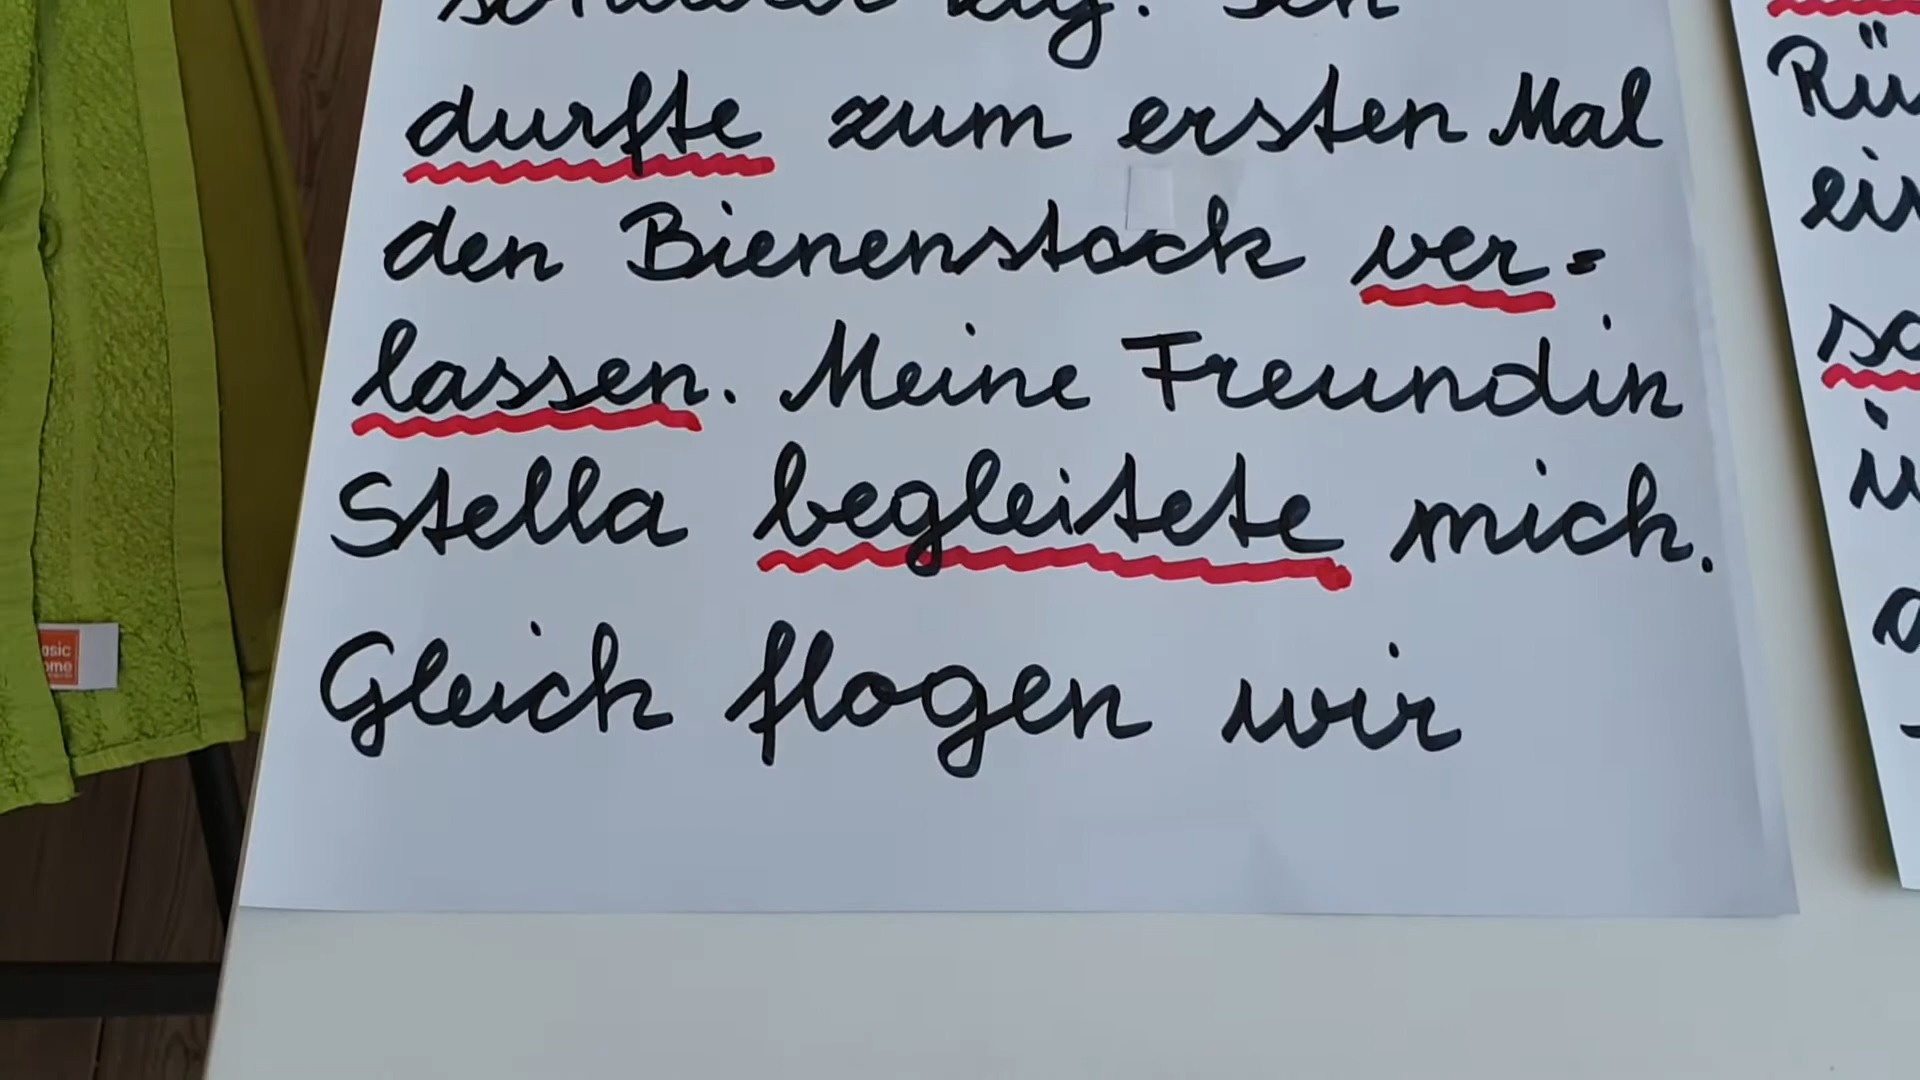 durfte zum ersten Mal
den Bienenstock ver=
lassen. Meine Freundin
Stella begleitete mich.
Gleich flogen wir